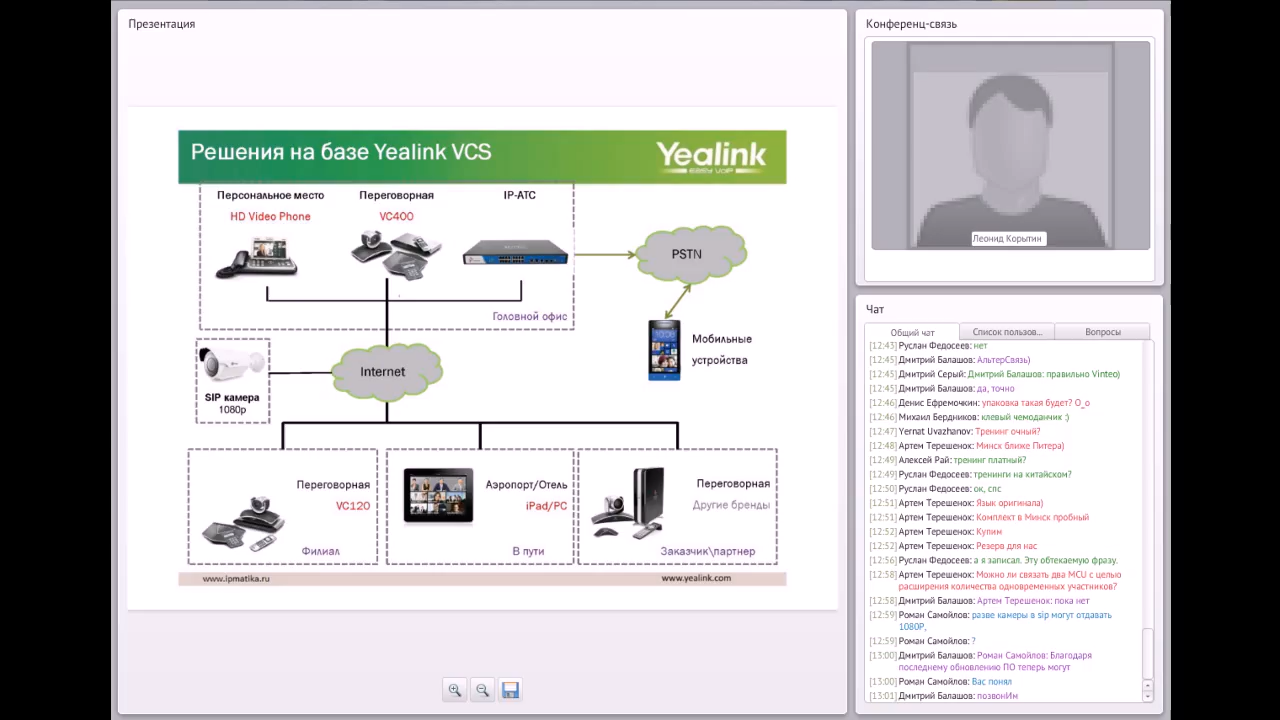 Презентация
Решения на базе Yealink VCS
Yealink
EASY VOIP
Персональное место
HD Video Phone
Переговорная
VC400
IP-АТС
PSTN
Головной офис
Мобильные
устройства
SIP камера
1080p
Internet
Переговорная
VC120
Филиал
Аэропорт/Отель
iPad/PC
В пути
Переговорная
Другие бренды
Заказчик\партнер
www.ipmatika.ru
www.yealink.com
Конференц-связь
Леонид Корытин
Чат
Общий чат
Список пользов...
Вопросы
[12:43] Руслан Федосеев: нет
[12:45] Дмитрий Балашов: АльтерСвязь)
[12:45] Дмитрий Серый: Дмитрий Балашов: правильно Vinteo)
[12:45] Дмитрий Балашов: да, точно
[12:46] Денис Ефремочкин: упаковка такая будет? О_о
[12:46] Михаил Бердников: клевый чемоданчик :)
[12:47] Yernat Uvazhanov: Тренинг очный?
[12:48] Артем Терешенок: Минск ближе Питера)
[12:49] Алексей Рай: тренинг платный?
[12:49] Руслан Федосеев: тренинги на китайском?
[12:50] Руслан Федосеев: ок, спс
[12:51] Артем Терешенок: Язык оригинала)
[12:51] Артем Терешенок: Комплект в Минск пробный
[12:52] Артем Терешенок: Купим
[12:52] Артем Терешенок: Резерв для нас
[12:56] Руслан Федосеев: а я записал. Эту обтекаемую фразу.
[12:58] Артем Терешенок: Можно ли связать два MCU с целью
расширения количества одновременных участников?
[12:58] Дмитрий Балашов: Артем Терешенок: пока нет
[12:59] Роман Самойлов: разве камеры в sip могут отдавать
1080Р,
[12:59] Роман Самойлов: ?
[13:00] Дмитрий Балашов: Роман Самойлов: Благодаря
последнему обновлению ПО теперь могут
[13:00] Роман Самойлов: Вас понял
[13:01] Дмитрий Балашов: позвонИм